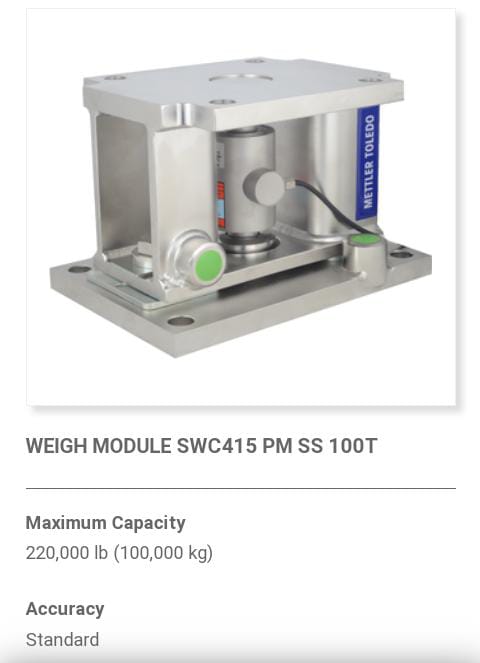 METTLER TOLEDO
WEIGH MODULE SWC415 PM SS 100T
Maximum Capacity
220,000 lb (100,000 kg)
Accuracy
Standard